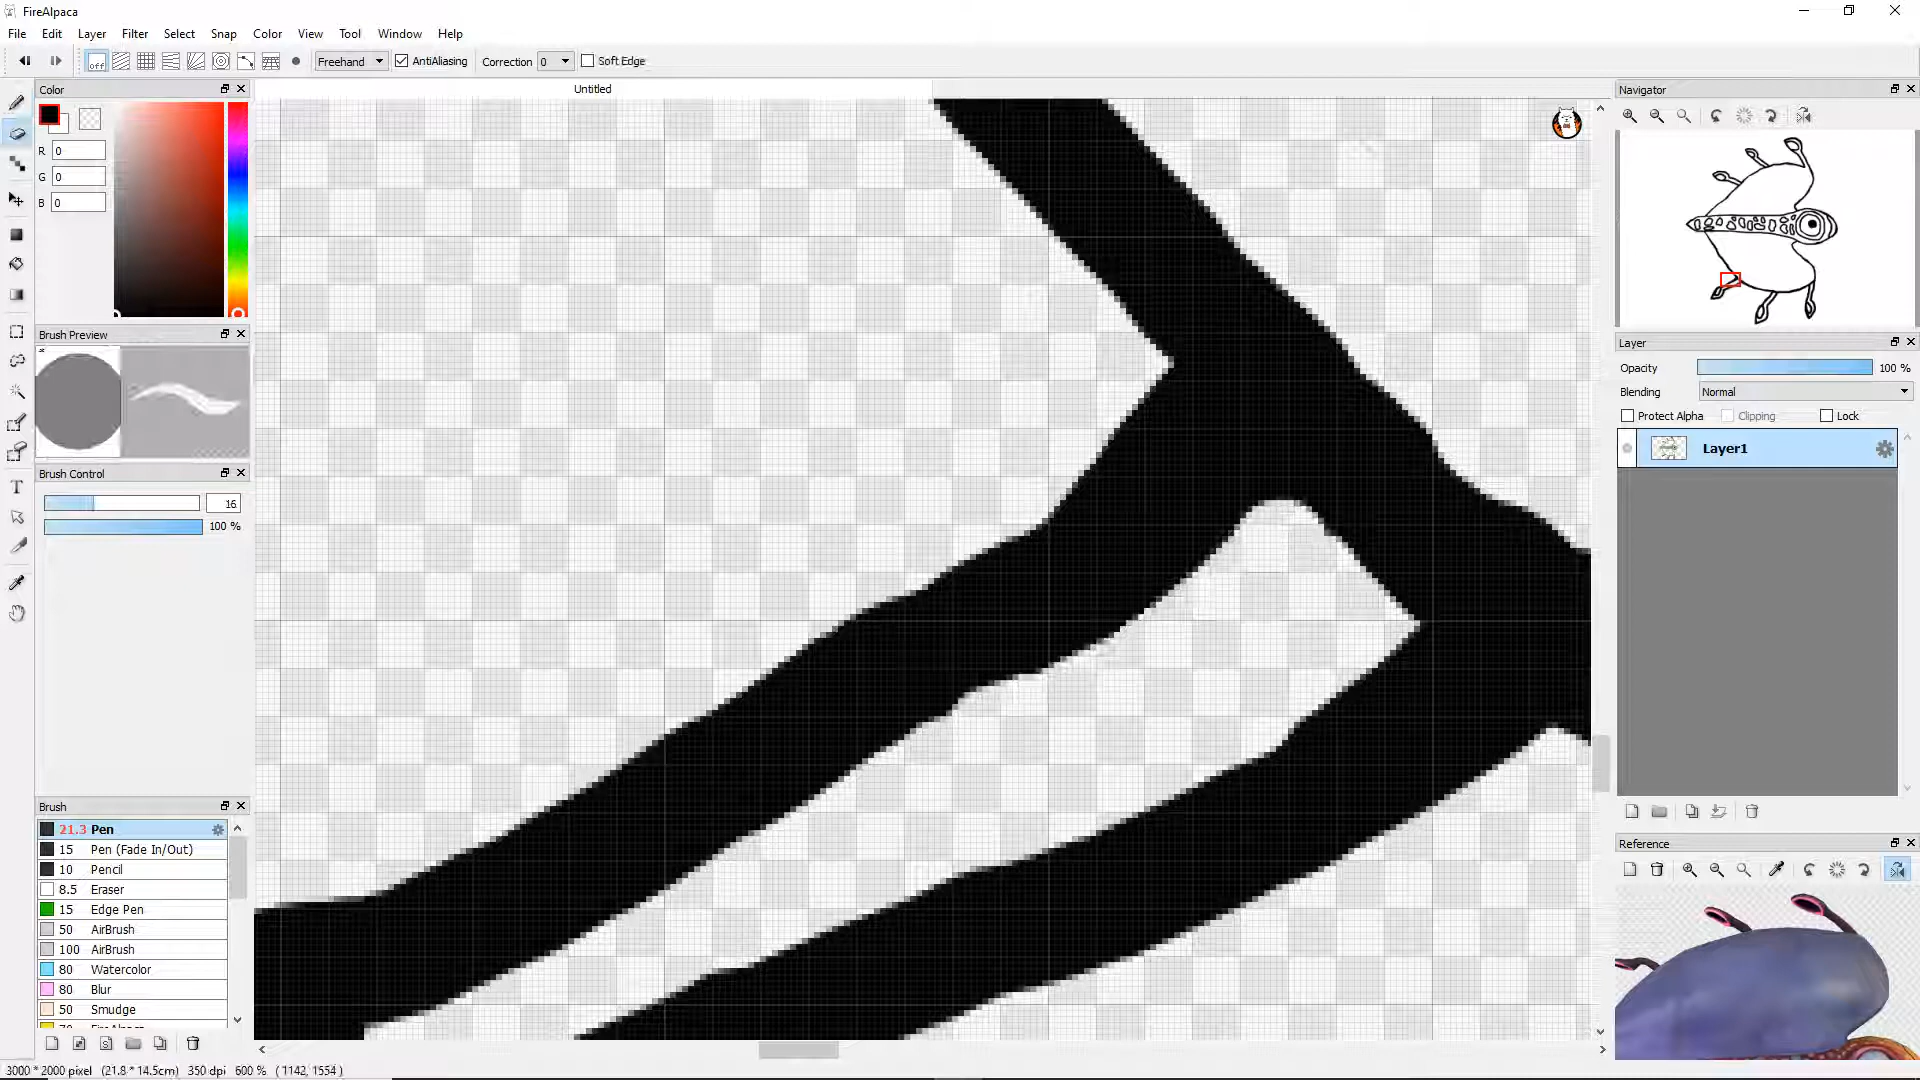 FireAlpaca
File Edit Layer Filter Select Snap Color View Tool Window Help
off Freehand AntiAliasing Correction 0 Soft Edge
Color
Untitled
Navigator
R 0
G 0
B 0
Brush Preview
Layer
Opacity 100 %
Blending Normal
Protect Alpha Clipping Lock
Layer1
Brush Control
16
100 %
Brush
21.3 Pen
15 Pen (Fade In/Out)
10 Pencil
8.5 Eraser
15 Edge Pen
50 AirBrush
100 AirBrush
80 Watercolor
80 Blur
50 Smudge
Reference
3000 * 2000 pixel (21.8 * 14.5cm) 350 dpi 600 % ( 1142, 1554 )